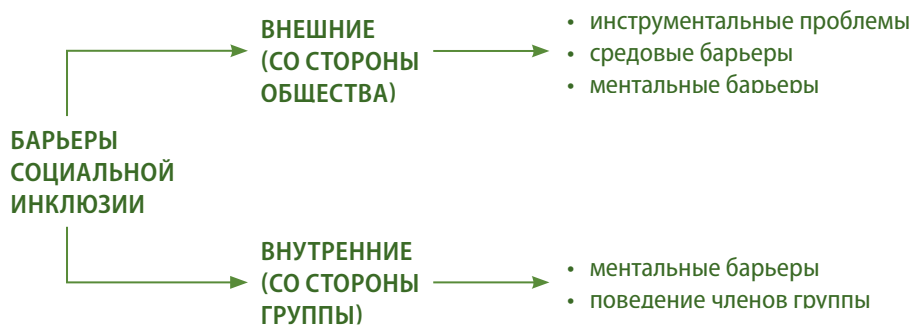 БАРЬЕРЫ
СОЦИАЛЬНОЙ
ИНКЛЮЗИИ
ВНЕШНИЕ
(СО СТОРОНЫ
ОБЩЕСТВА)
• инструментальные проблемы
• средовые барьеры
• ментальные барьеры
ВНУТРЕННИЕ
(СО СТОРОНЫ
ГРУППЫ)
• ментальные барьеры
• поведение членов группы